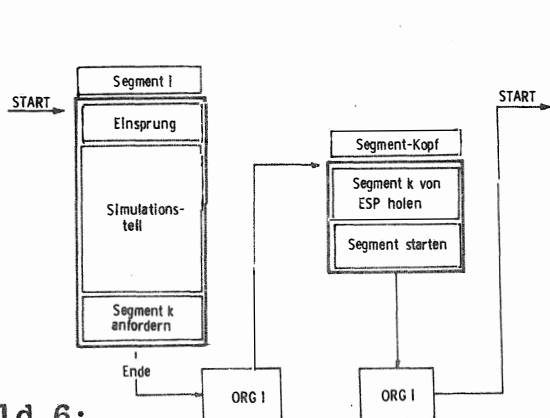 START
Segment i
Einsprung
Simulations-
teil
Segment k
anfordern
Ende
ORG I
Segment-Kopf
Segment k von
ESP holen
Segment starten
ORG I
START
ld 6: